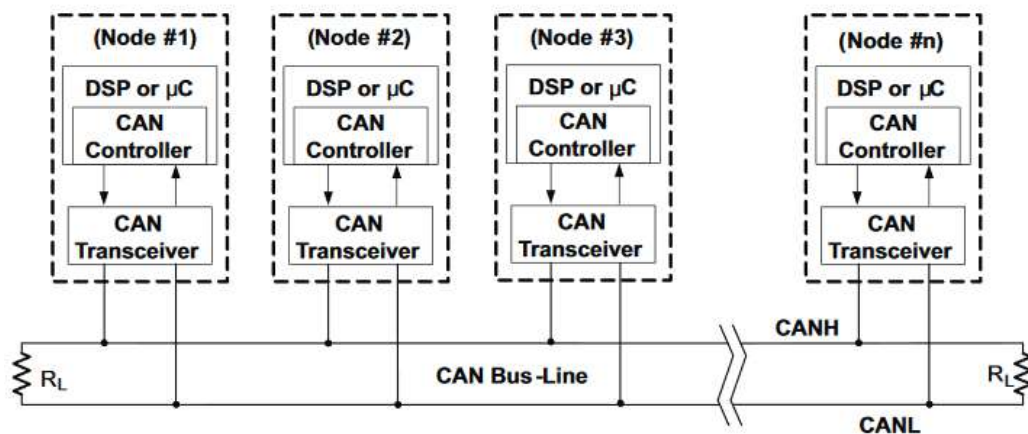 (Node #1)
(Node #2)
(Node #3)
(Node #n)
DSP or µC
DSP or µC
DSP or µC
DSP or µC
CAN
Controller
CAN
Controller
CAN
Controller
CAN
Controller
CAN
Transceiver
CAN
Transceiver
CAN
Transceiver
CAN
Transceiver
CANH
RL
CAN Bus-Line
RL
CANL